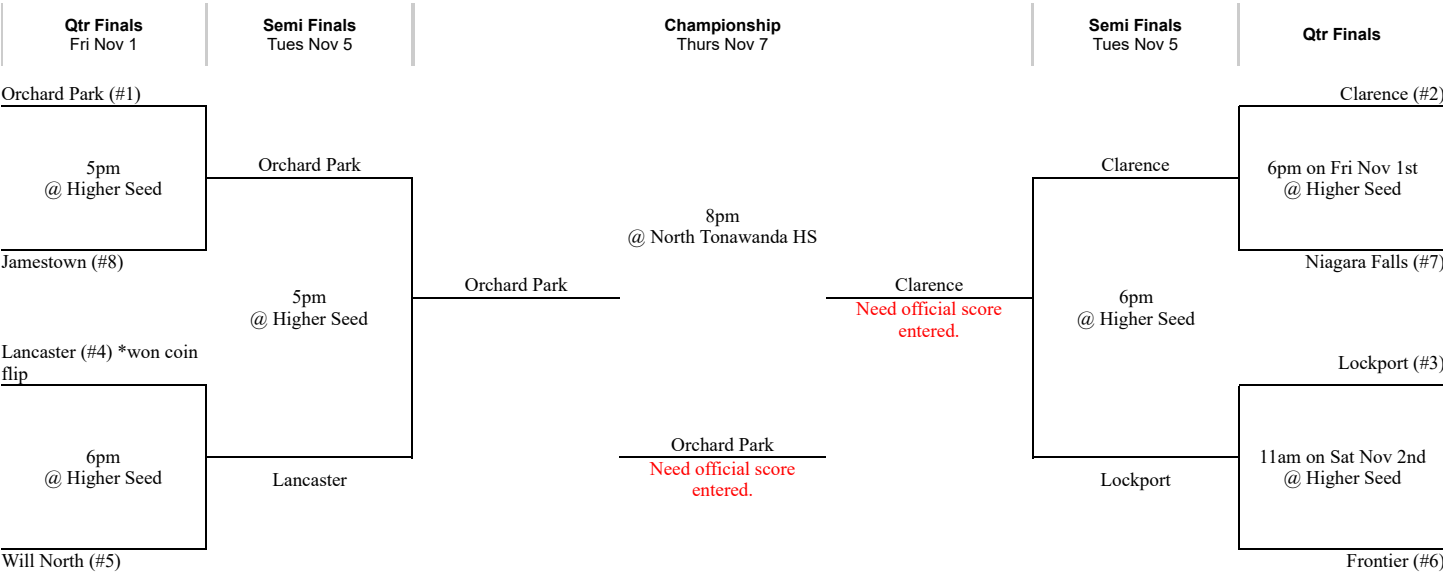 Qtr Finals
Fri Nov 1
Semi Finals
Tues Nov 5
Championship
Thurs Nov 7
Semi Finals
Tues Nov 5
Qtr Finals
Orchard Park (#1)
Clarence (#2)
5pm
@ Higher Seed
Orchard Park
Clarence
6pm on Fri Nov 1st
@ Higher Seed
8pm
@ North Tonawanda HS
Jamestown (#8)
Niagara Falls (#7)
5pm
@ Higher Seed
Orchard Park
Clarence
Need official score
entered.
6pm
@ Higher Seed
Lancaster (#4) *won coin
flip
Lockport (#3)
6pm
@ Higher Seed
Lancaster
Orchard Park
Need official score
entered.
Lockport
11am on Sat Nov 2nd
@ Higher Seed
Will North (#5)
Frontier (#6)